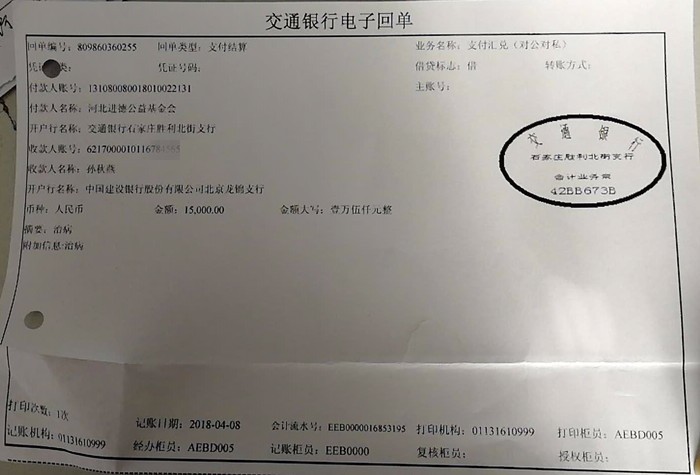 交通银行电子回单
回单编号：809860360255 回单类型：支付结算 业务名称：支付汇兑（对公对私）
凭证 类： 凭证号码： 借贷标志：借 转账方式：
付款人账号：131080080018010022131 主账号：
付款人名称：河北进德公益基金会
开户行名称：交通银行石家庄胜利北街支行
收款人账号：6217000010116
收款人名称：孙秋燕
开户行名称：中国建设银行股份有限公司北京龙锦支行
币种：人民币 金额：15,000.00 金额大写：壹万伍仟元整
摘要：治病
附加信息:治病
交通银行
石家庄胜利北街支行
会计业务章
42BB673B
打印次数：1次
记账日期：2018-04-08 会计流水号：EEB0000016853195 打印机构：01131610999 打印柜员：AEBD005
记账机构：01131610999 经办柜员：AEBD005 记账柜员：EEB0000 复核柜员： 授权柜员：